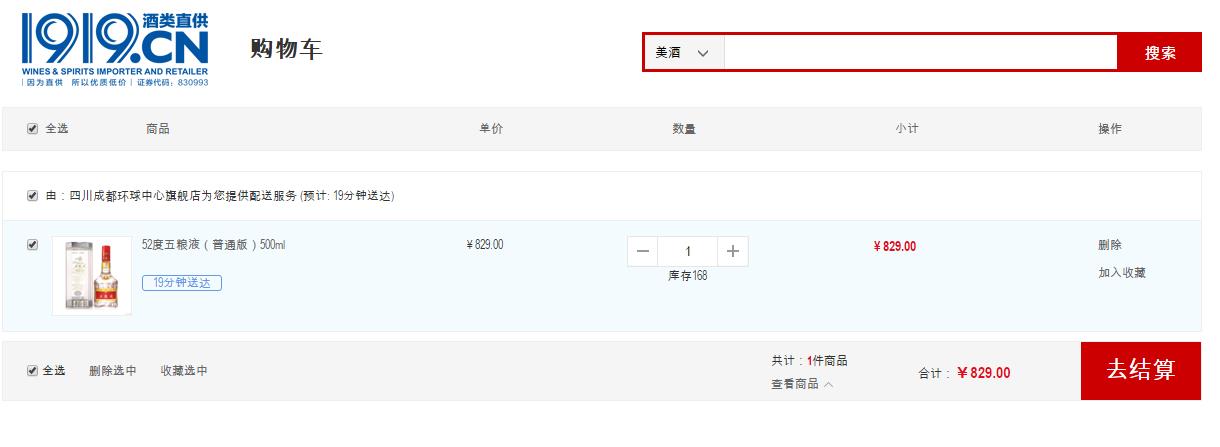 1919.CN 酒类直供
WINES & SPIRITS IMPORTER AND RETAILER
因为直供 所以优质低价 证券代码：830993
购物车
美酒 搜索
全选 商品 单价 数量 小计 操作
由：四川成都环球中心旗舰店为您提供配送服务 (预计: 19分钟送达)
52度五粮液（普通版）500ml ￥829.00 1 ￥829.00 删除
19分钟送达 库存168 加入收藏
全选 删除选中 收藏选中 共计：1件商品 合计：￥829.00 去结算
查看商品